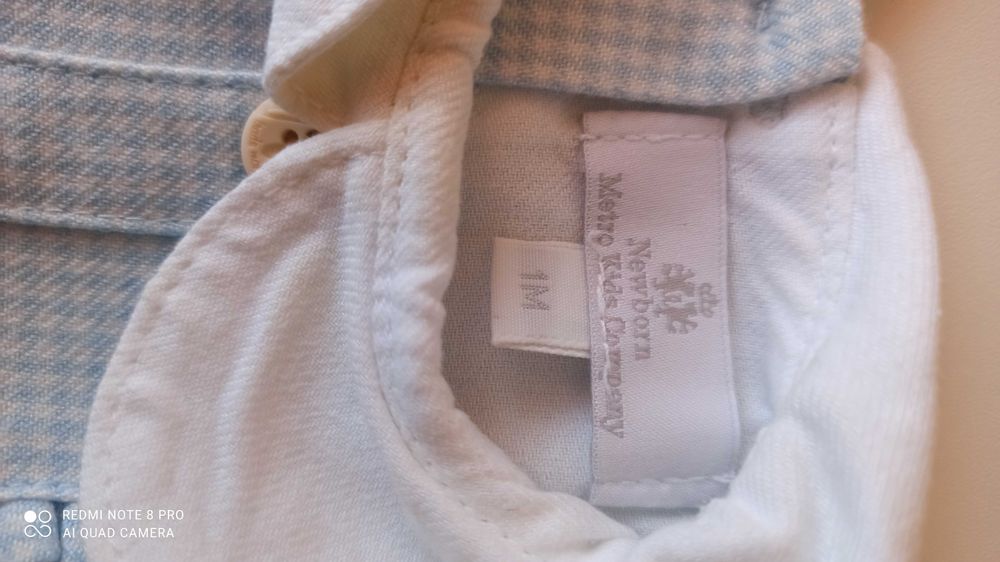 Newborn
Metro Kids Company
1M
REDMI NOTE 8 PRO
AI QUAD CAMERA